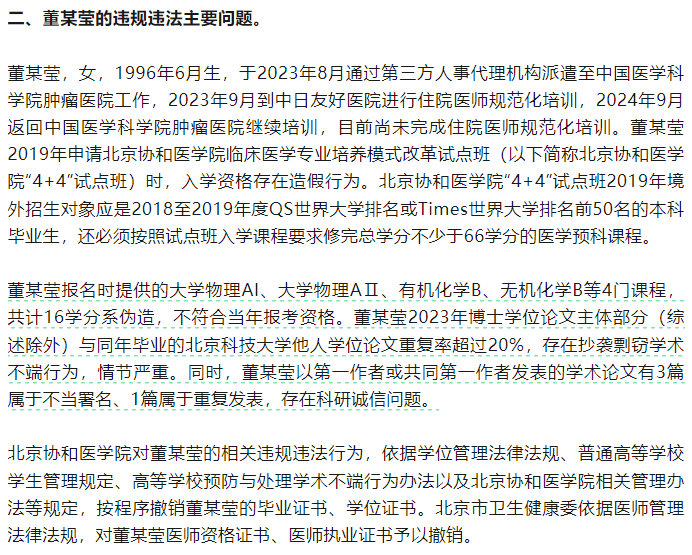 二、董某莹的违规违法主要问题。
董某莹，女，1996年6月生，于2023年8月通过第三方人事代理机构派遣至中国医学科
学院肿瘤医院工作，2023年9月到中日友好医院进行住院医师规范化培训，2024年9月
返回中国医学科学院肿瘤医院继续培训，目前尚未完成住院医师规范化培训。董某莹
2019年申请北京协和医学院临床医学专业培养模式改革试点班（以下简称北京协和医学
院“4+4”试点班）时，入学资格存在造假行为。北京协和医学院“4+4”试点班2019年境
外招生对象应是2018至2019年度QS世界大学排名或Times世界大学排名前50名的本科
毕业生，还必须按照试点班入学课程要求修完总学分不少于66学分的医学预科课程。
董某莹报名时提供的大学物理AI、大学物理AⅡ、有机化学B、无机化学B等4门课程，
共计16学分系伪造，不符合当年报考资格。董某莹2023年博士学位论文主体部分（综
述除外）与同年毕业的北京科技大学他人学位论文重复率超过20%，存在抄袭剽窃学术
不端行为，情节严重。同时，董某莹以第一作者或共同第一作者发表的学术论文有3篇
属于不当署名、1篇属于重复发表，存在科研诚信问题。
北京协和医学院对董某莹的相关违规违法行为，依据学位管理法律法规、普通高等学校
学生管理规定、高等学校预防与处理学术不端行为办法以及北京协和医学院相关管理办
法等规定，按程序撤销董某莹的毕业证书、学位证书。北京市卫生健康委依据医师管理
法律法规，对董某莹医师资格证书、医师执业证书予以撤销。